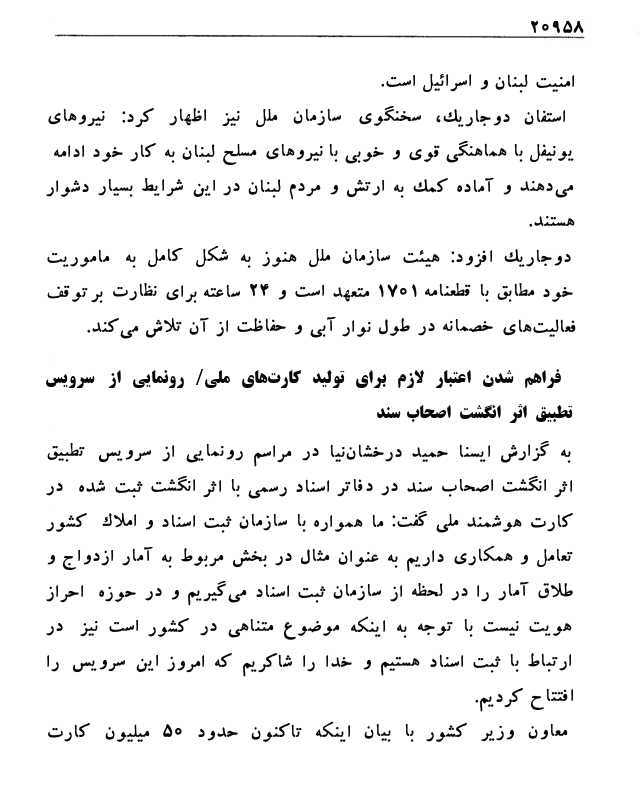 ۲۰۹۵۸
امنیت لبنان و اسرائیل است.
استفان دوجاریك، سخنگوی سازمان ملل نیز اظهار کرد: نیروهای
یونیفل با هماهنگی قوی و خوبی با نیروهای مسلح لبنان به کار خود ادامه
می‌دهند و آماده کمك به ارتش و مردم لبنان در این شرایط بسیار دشوار
هستند.
دوجاریك افزود: هیئت سازمان ملل هنوز به شکل کامل به ماموریت
خود مطابق با قطعنامه ۱۷۰۱ متعهد است و ۲۴ ساعته برای نظارت بر توقف
فعالیت‌های خصمانه در طول نوار آبی و حفاظت از آن تلاش می‌کند.
فراهم شدن اعتبار لازم برای تولید کارت‌های ملی/ رونمایی از سرویس
تطبیق اثر انگشت اصحاب سند
به گزارش ایسنا حمید درخشان‌نیا در مراسم رونمایی از سرویس تطبیق
اثر انگشت اصحاب سند در دفاتر اسناد رسمی با اثر انگشت ثبت شده در
کارت هوشمند ملی گفت: ما همواره با سازمان ثبت اسناد و املاك کشور
تعامل و همکاری داریم به عنوان مثال در بخش مربوط به آمار ازدواج و
طلاق آمار را در لحظه از سازمان ثبت اسناد می‌گیریم و در حوزه احراز
هویت نیست با توجه به اینکه موضوع متناهی در کشور است نیز در
ارتباط با ثبت اسناد هستیم و خدا را شاکریم که امروز این سرویس را
افتتاح کردیم.
معاون وزیر کشور با بیان اینکه تاکنون حدود ۵۰ میلیون کارت